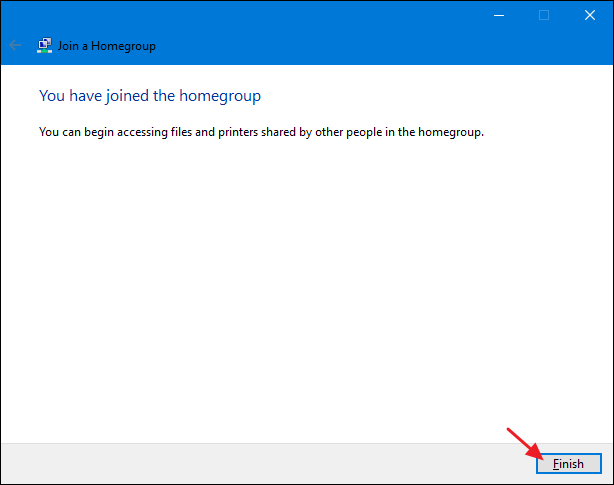 Join a Homegroup
You have joined the homegroup
You can begin accessing files and printers shared by other people in the homegroup.
Finish